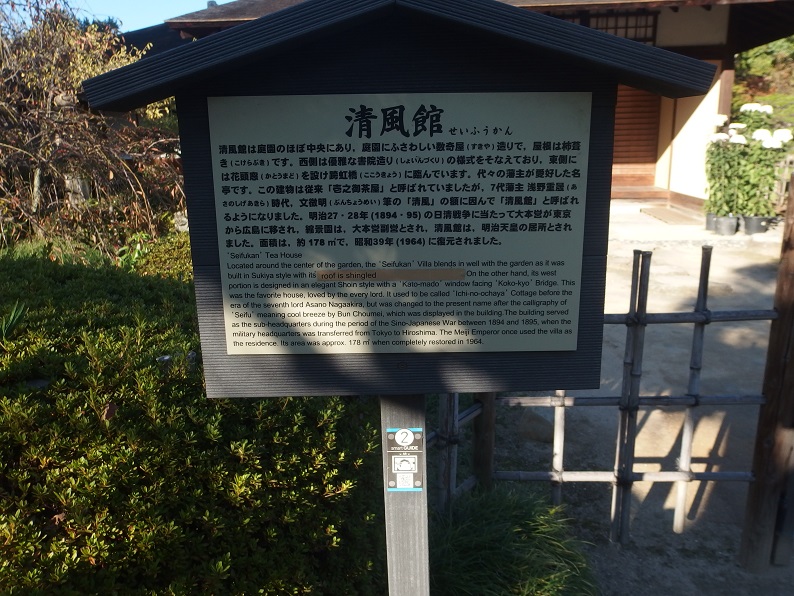 清風館 せいふうかん
清風館は庭園のほぼ中央にあり，庭園にふさわしい数寄屋(すきや)造りで，屋根は杮葺
き(こけらぶき)です。西側は優雅な書院造り(しょいんづくり)の様式をそなえており，東側に
は花頭窓(かとうまど)を設け跨虹橋(ここうきょう)に臨んでいます。代々の藩主が愛好した名
亭です。この建物は従来「壱之御茶屋」と呼ばれていましたが，7代藩主 浅野重晟(あ
さのしげあきら)時代，文徴明(ぶんちょうめい)筆の「清風」の額に因んで「清風館」と呼ばれ
るようになりました。明治27・28年(1894・95)の日清戦争に当たって大本営が東京
から広島に移され，縮景園は，大本営副営とされ，清風館は，明治天皇の居所とされ
ました。面積は，約178㎡で，昭和39年(1964)に復元されました。
'Seifukan' Tea House
Located around the center of the garden, the 'Seifukan' Villa blends in well with the garden as it was
built in Sukiya style with its roof is shingled On the other hand, its west
portion is designed in an elegant Shoin style with a 'Kato-mado' window facing 'Koko-kyo' Bridge. This
was the favorite house, loved by the every lord. It used to be called 'Ichi-no-ochaya' Cottage before the
era of the seventh lord Asano Nagaakira, but was changed to the present name after the calligraphy of
'Seifu' meaning cool breeze by Bun Choumei, which was displayed in the building.The building served
as the sub-headquarters during the period of the Sino-Japanese War between 1894 and 1895, when the
military headquarters was transferred from Tokyo to Hiroshima. The Meiji Emperor once used the villa as
the residence. Its area was approx. 178 ㎡ when completely restored in 1964.
2
smartGUIDE